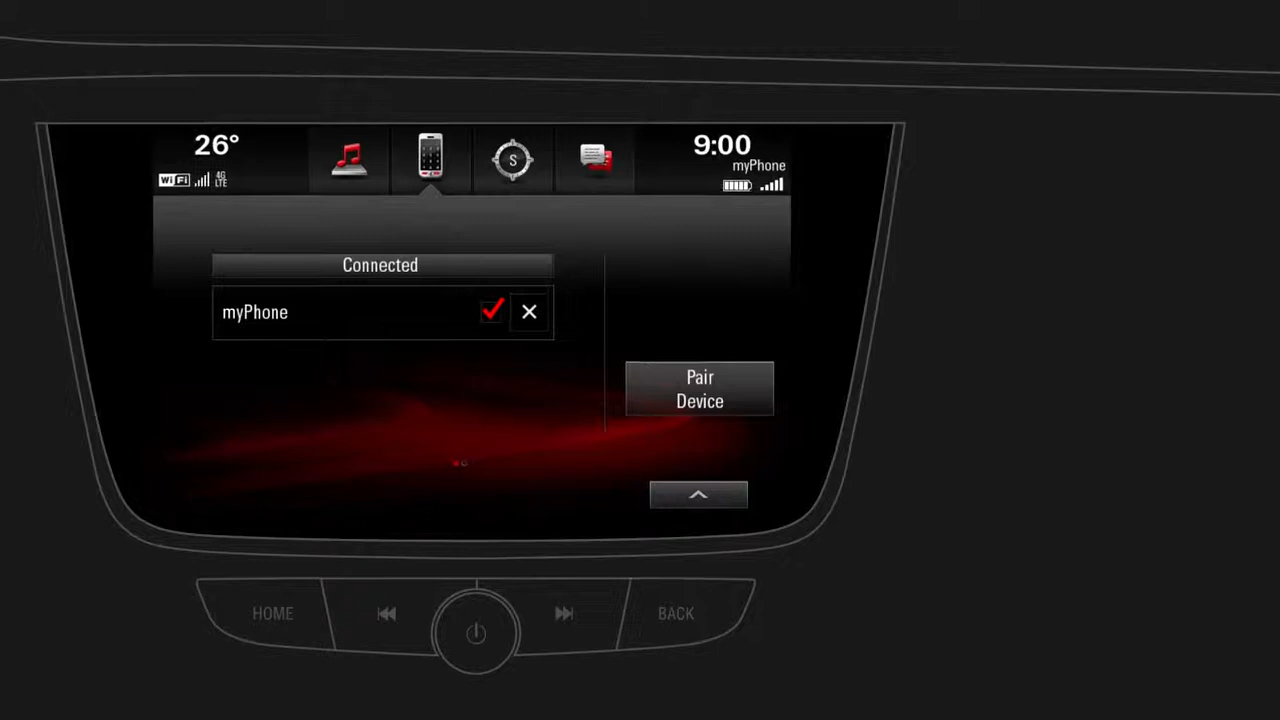 26°
WiFi
4G
LTE
S
9:00
myPhone
Connected
myPhone
Pair
Device
HOME
BACK